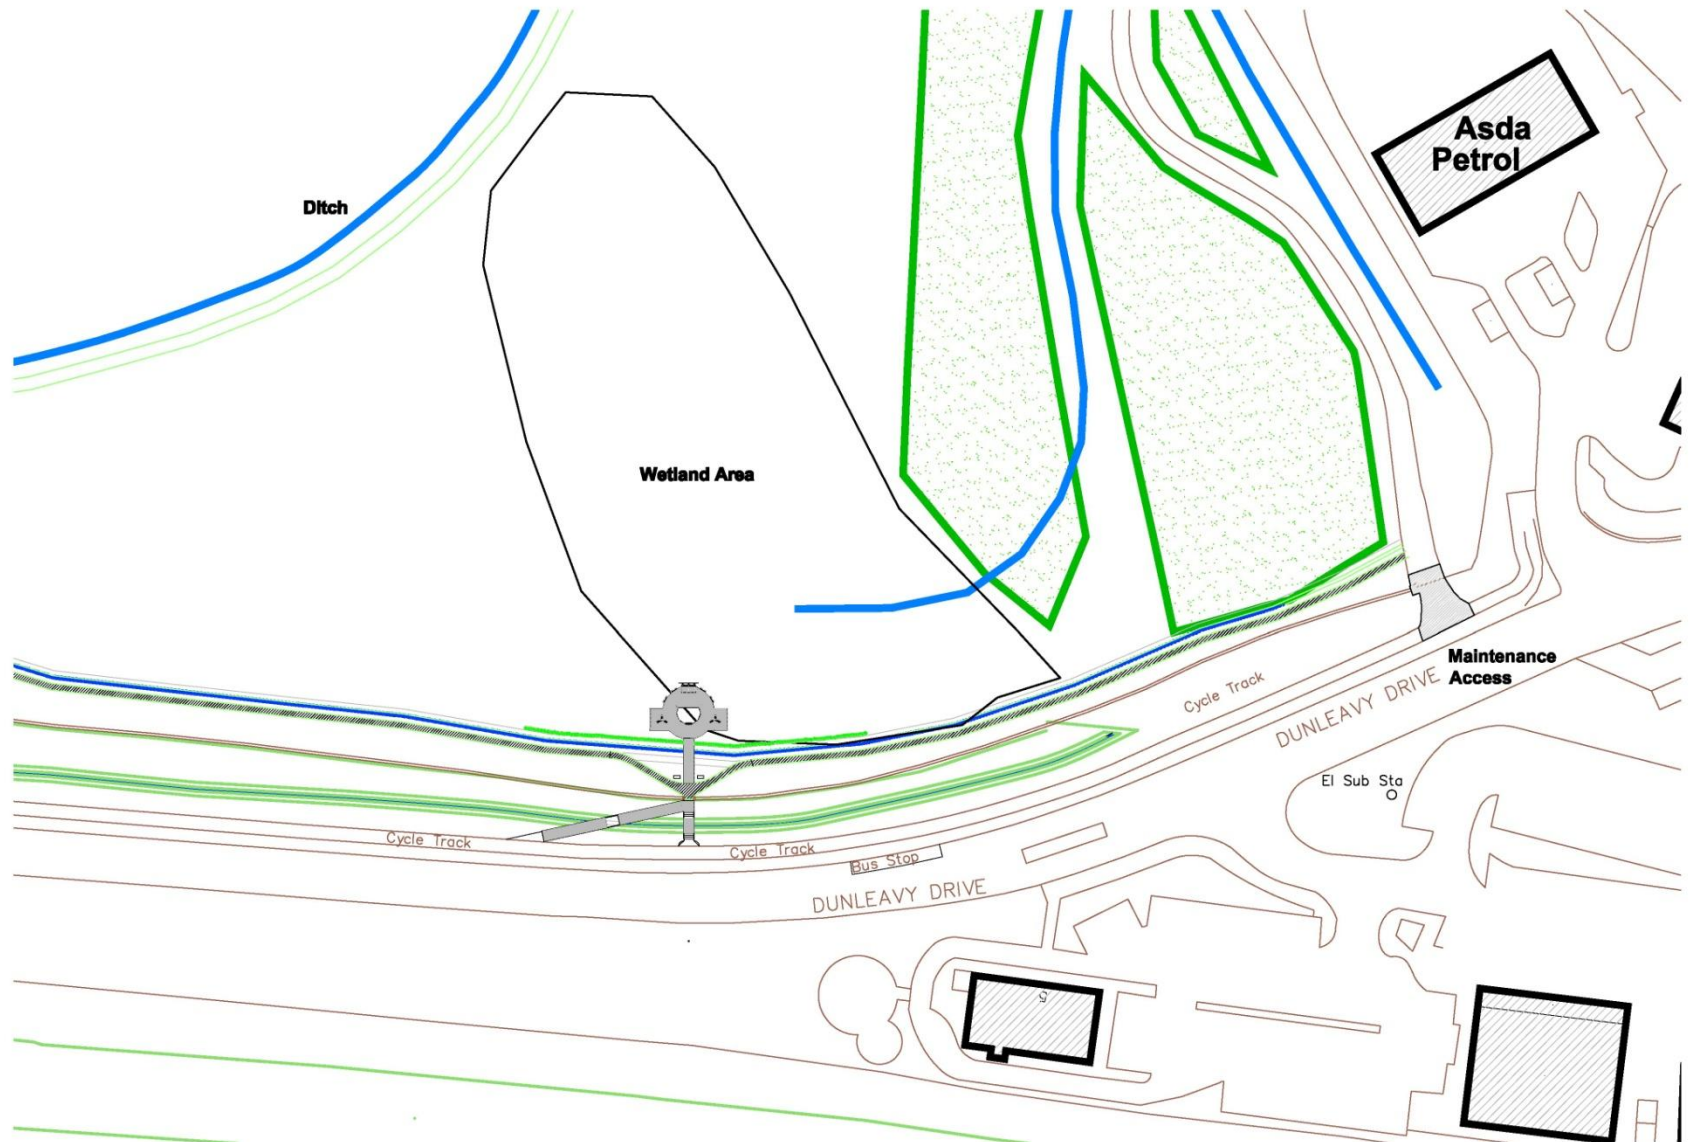 Asda
Petrol
Ditch
Wetland Area
Maintenance
Access
Cycle Track
DUNLEAVY DRIVE
El Sub Sta
Cycle Track
Cycle Track
Bus Stop
DUNLEAVY DRIVE
5